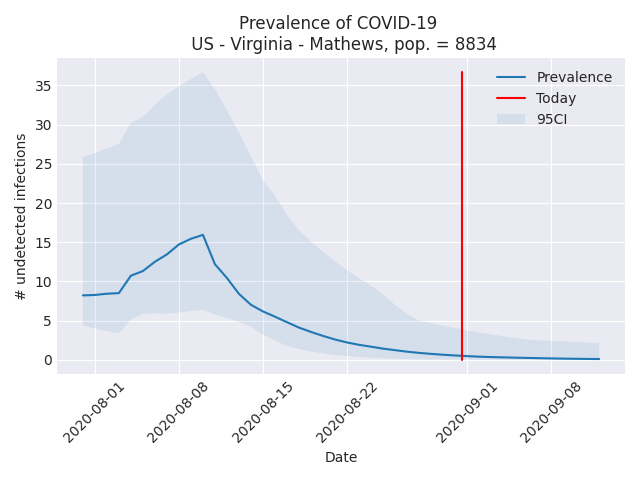 Prevalence of COVID-19
US - Virginia - Mathews, pop. = 8834
Prevalence
Today
95CI
# undetected infections
35
30
25
20
15
10
5
0
2020-08-01
2020-08-08
2020-08-15
2020-08-22
2020-09-01
2020-09-08
Date